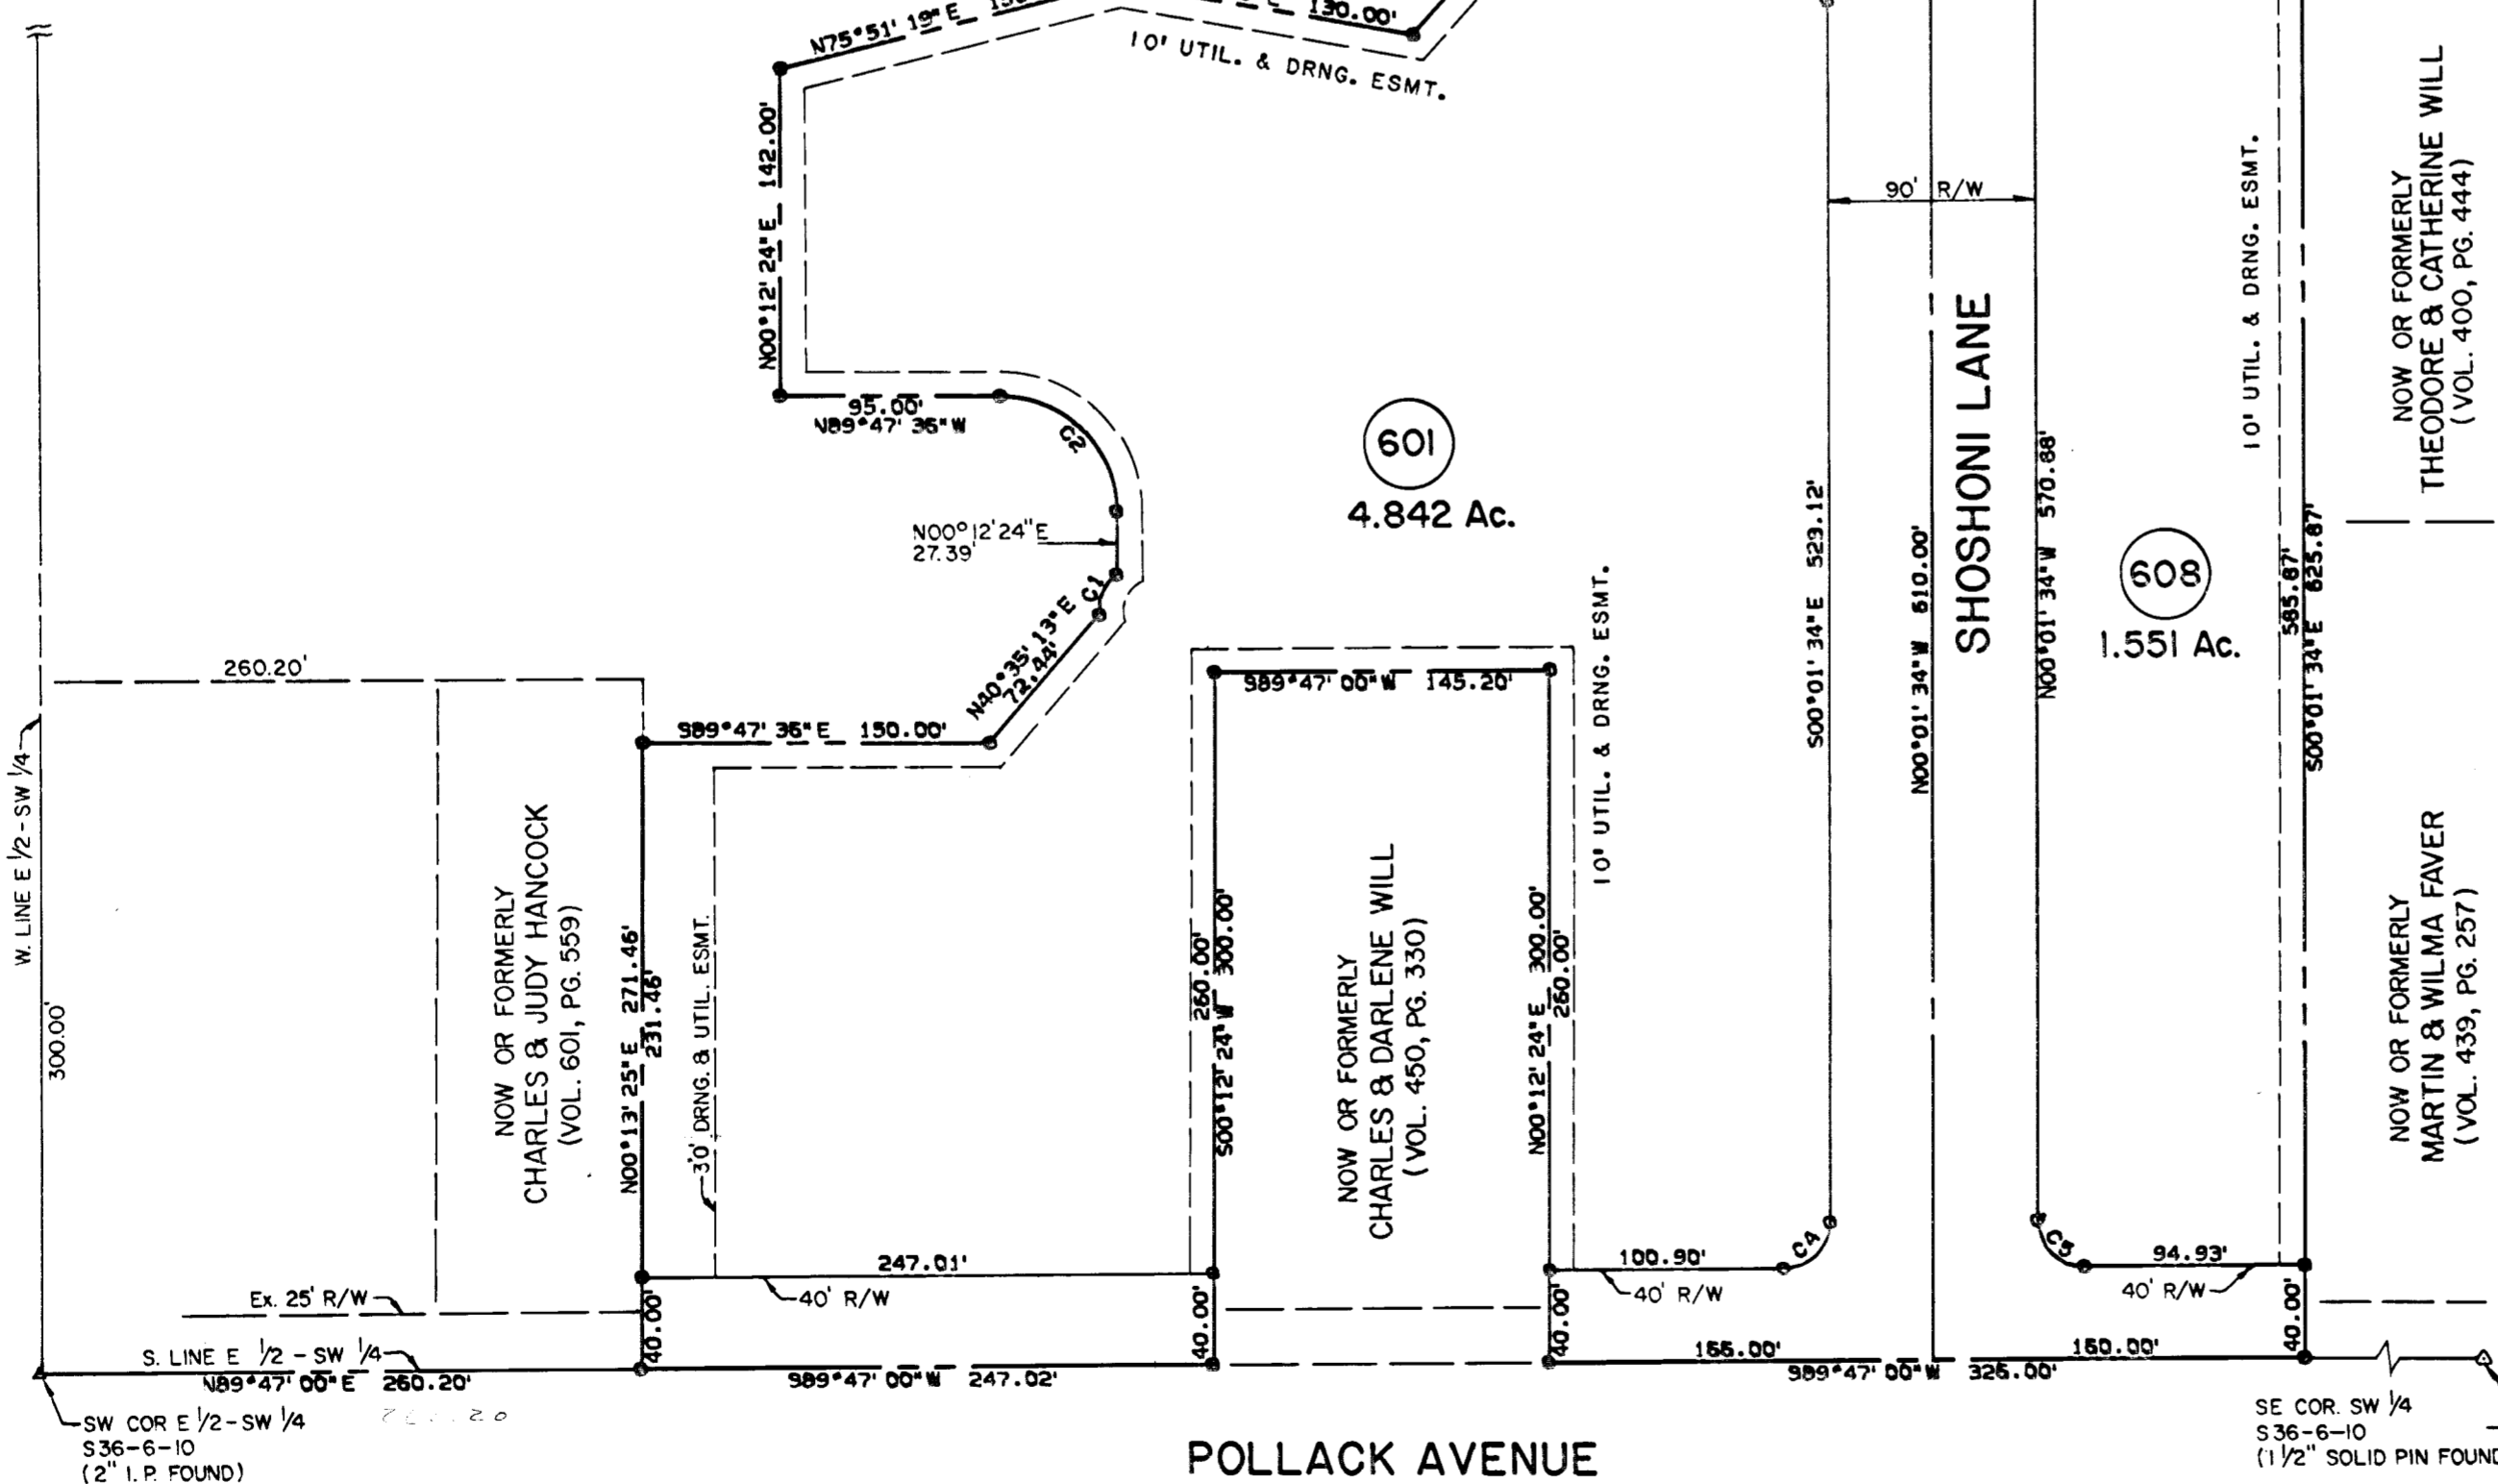 N75°51'19"E
130.00'
10' UTIL. & DRNG. ESMT.
N00°12'24"E 142.00'
95.00'
N89°47'36"W
C2
N00°12'24"E
27.39'
C1
N40°35'13"E
72.44'
601
4.842 Ac.
90' R/W
SHOSHONI LANE
S00°01'34"E 529.12'
N00°01'34"W 610.00'
N00°01'34"W 570.88'
608
1.551 Ac.
10' UTIL. & DRNG. ESMT.
585.87'
S00°01'34"E 625.87'
NOW OR FORMERLY
THEODORE & CATHERINE WILL
(VOL. 400, PG. 444)
NOW OR FORMERLY
MARTIN & WILMA FAVER
(VOL. 439, PG. 257)
W. LINE E 1/2-SW 1/4
300.00'
260.20'
NOW OR FORMERLY
CHARLES & JUDY HANCOCK
(VOL. 601, PG. 559)
S89°47'36"E 150.00'
N00°13'25"E 271.46'
231.46'
30' DRNG. & UTIL. ESMT.
S89°47'00"W 145.20'
260.00'
S00°12'24"W 300.00'
NOW OR FORMERLY
CHARLES & DARLENE WILL
(VOL. 450, PG. 330)
N00°12'24"E 300.00'
260.00'
10' UTIL. & DRNG. ESMT.
247.01'
40' R/W
100.90'
40' R/W
C4
C5
94.93'
40' R/W
Ex. 25' R/W
40.00'
40.00'
40.00'
40.00'
S. LINE E 1/2 - SW 1/4
N89°47'00"E 260.20'
S89°47'00"W 247.02'
166.00'
160.00'
S89°47'00"W 326.00'
SW COR E 1/2-SW 1/4
S36-6-10
(2" I.P. FOUND)
SE COR. SW 1/4
S36-6-10
(1 1/2" SOLID PIN FOUND
POLLACK AVENUE